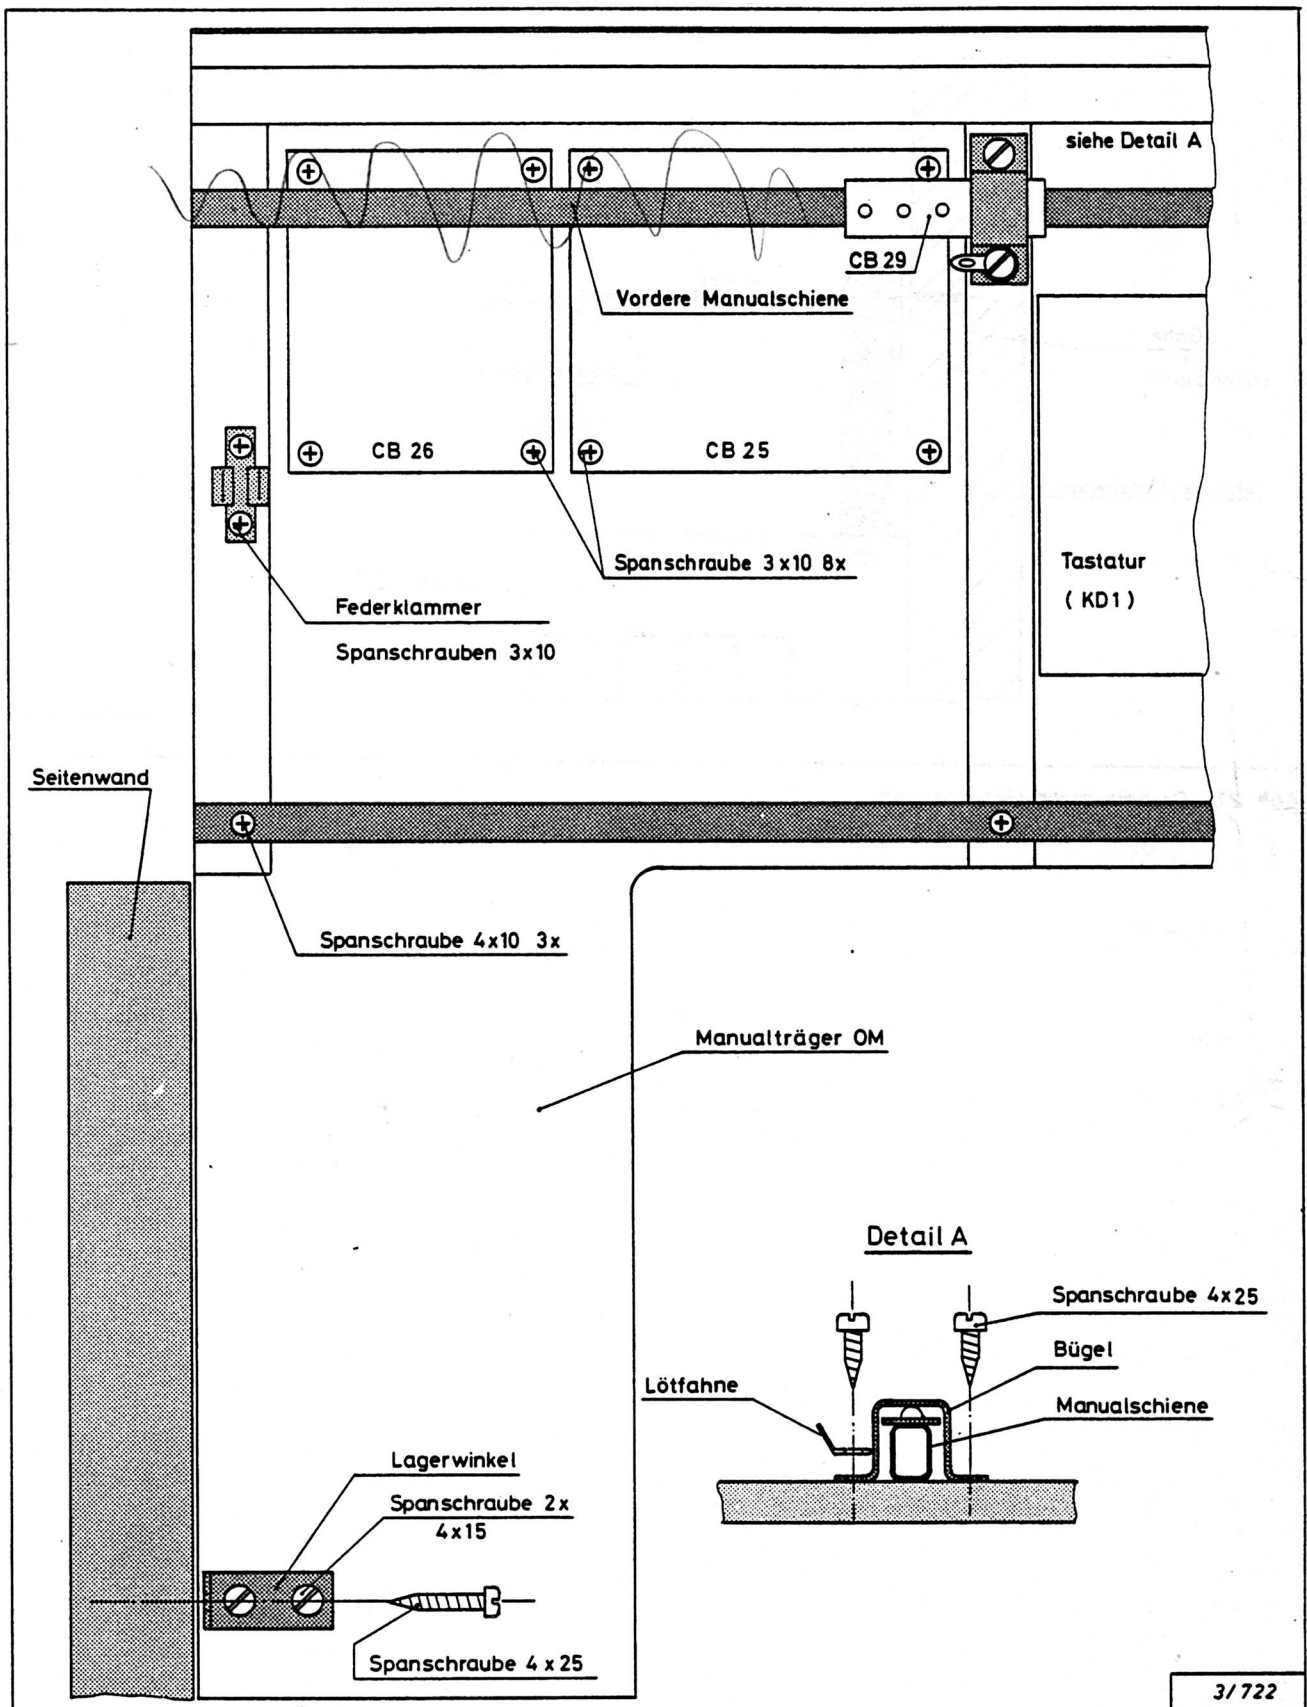 siehe Detail A
CB 29
Vordere Manualschiene
CB 26
CB 25
Spanschraube 3x10 8x
Tastatur
( KD1 )
Federklammer
Spanschrauben 3x10
Seitenwand
Spanschraube 4x10 3x
Manualträger OM
Detail A
Spanschraube 4x25
Bügel
Lötfahne
Manualschiene
Lagerwinkel
Spanschraube 2x
4x15
Spanschraube 4 x 25
3/722